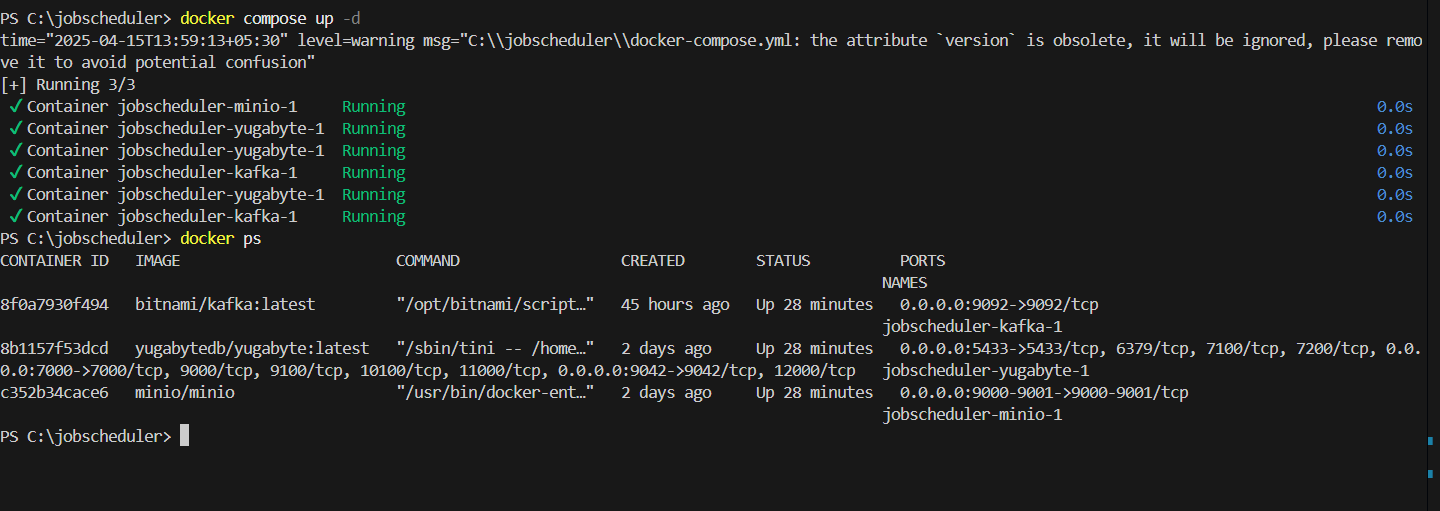 PS C:\jobscheduler> docker compose up -d
time="2025-04-15T13:59:13+05:30" level=warning msg="C:\\jobscheduler\\docker-compose.yml: the attribute `version` is obsolete, it will be ignored, please remo
ve it to avoid potential confusion"
[+] Running 3/3
✔ Container jobscheduler-minio-1     Running     0.0s
✔ Container jobscheduler-yugabyte-1  Running     0.0s
✔ Container jobscheduler-yugabyte-1  Running     0.0s
✔ Container jobscheduler-kafka-1     Running     0.0s
✔ Container jobscheduler-yugabyte-1  Running     0.0s
✔ Container jobscheduler-kafka-1     Running     0.0s
PS C:\jobscheduler> docker ps
CONTAINER ID   IMAGE                        COMMAND                  CREATED        STATUS          PORTS
NAMES
8f0a7930f494   bitnami/kafka:latest         "/opt/bitnami/script…"   45 hours ago   Up 28 minutes   0.0.0.0:9092->9092/tcp
jobscheduler-kafka-1
8b1157f53dcd   yugabytedb/yugabyte:latest   "/sbin/tini -- /home…"   2 days ago     Up 28 minutes   0.0.0.0:5433->5433/tcp, 6379/tcp, 7100/tcp, 7200/tcp, 0.0.
0.0:7000->7000/tcp, 9000/tcp, 9100/tcp, 10100/tcp, 11000/tcp, 0.0.0.0:9042->9042/tcp, 12000/tcp   jobscheduler-yugabyte-1
c352b34cace6   minio/minio                  "/usr/bin/docker-ent…"   2 days ago     Up 28 minutes   0.0.0.0:9000-9001->9000-9001/tcp
jobscheduler-minio-1
PS C:\jobscheduler>